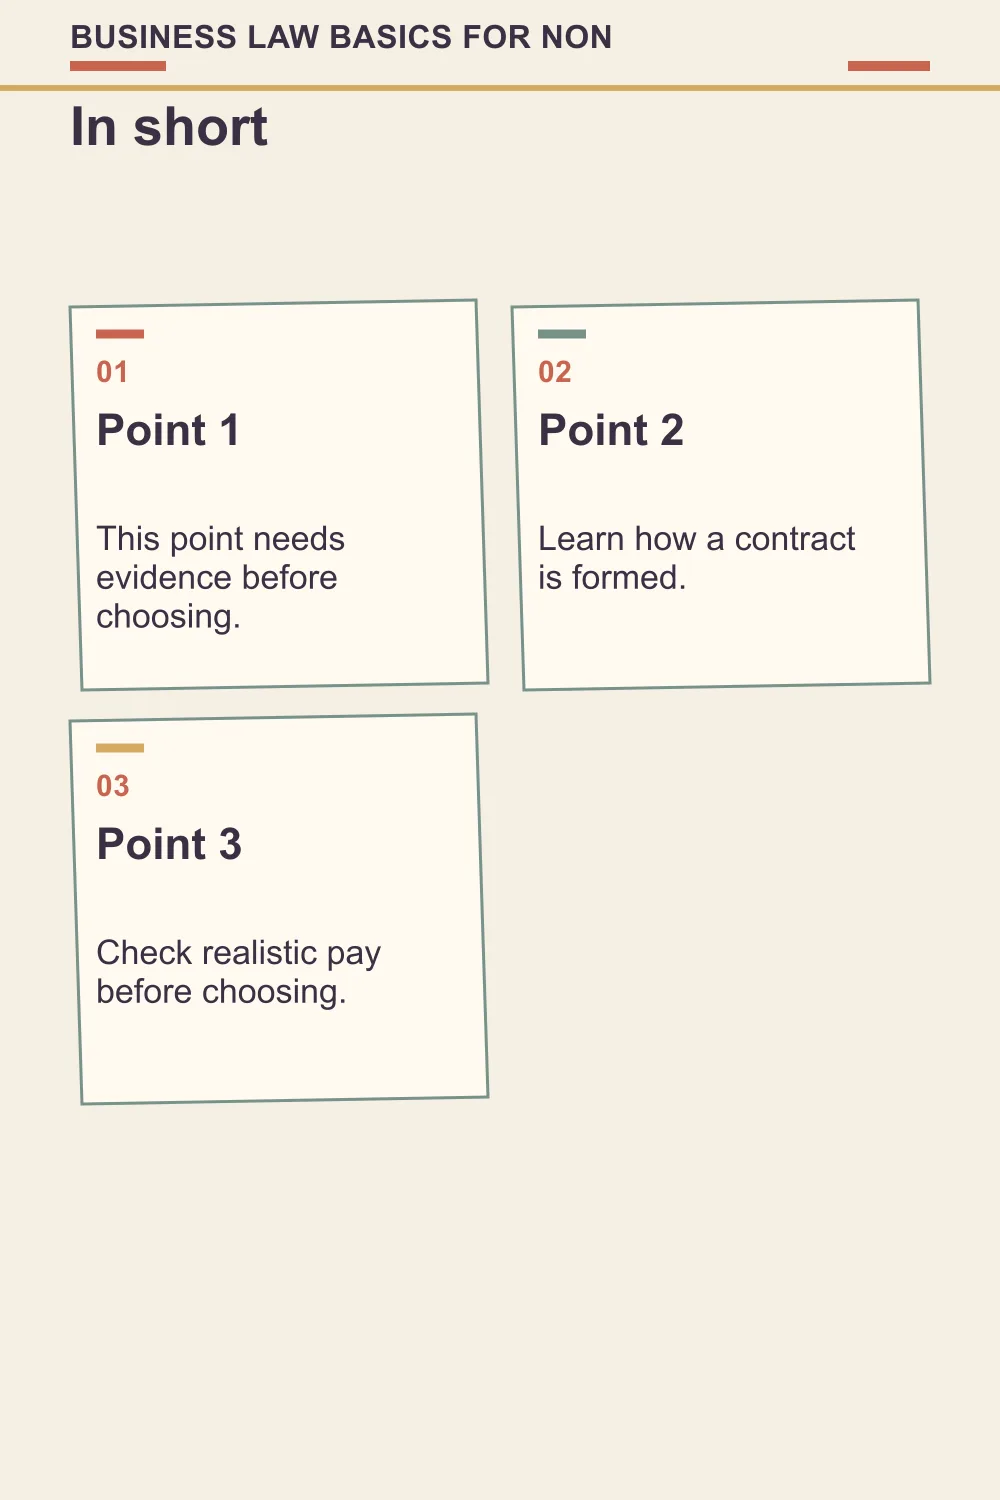 BUSINESS LAW BASICS FOR NON
In short
01
Point 1
This point needs
evidence before
choosing.
02
Point 2
Learn how a contract
is formed.
03
Point 3
Check realistic pay
before choosing.